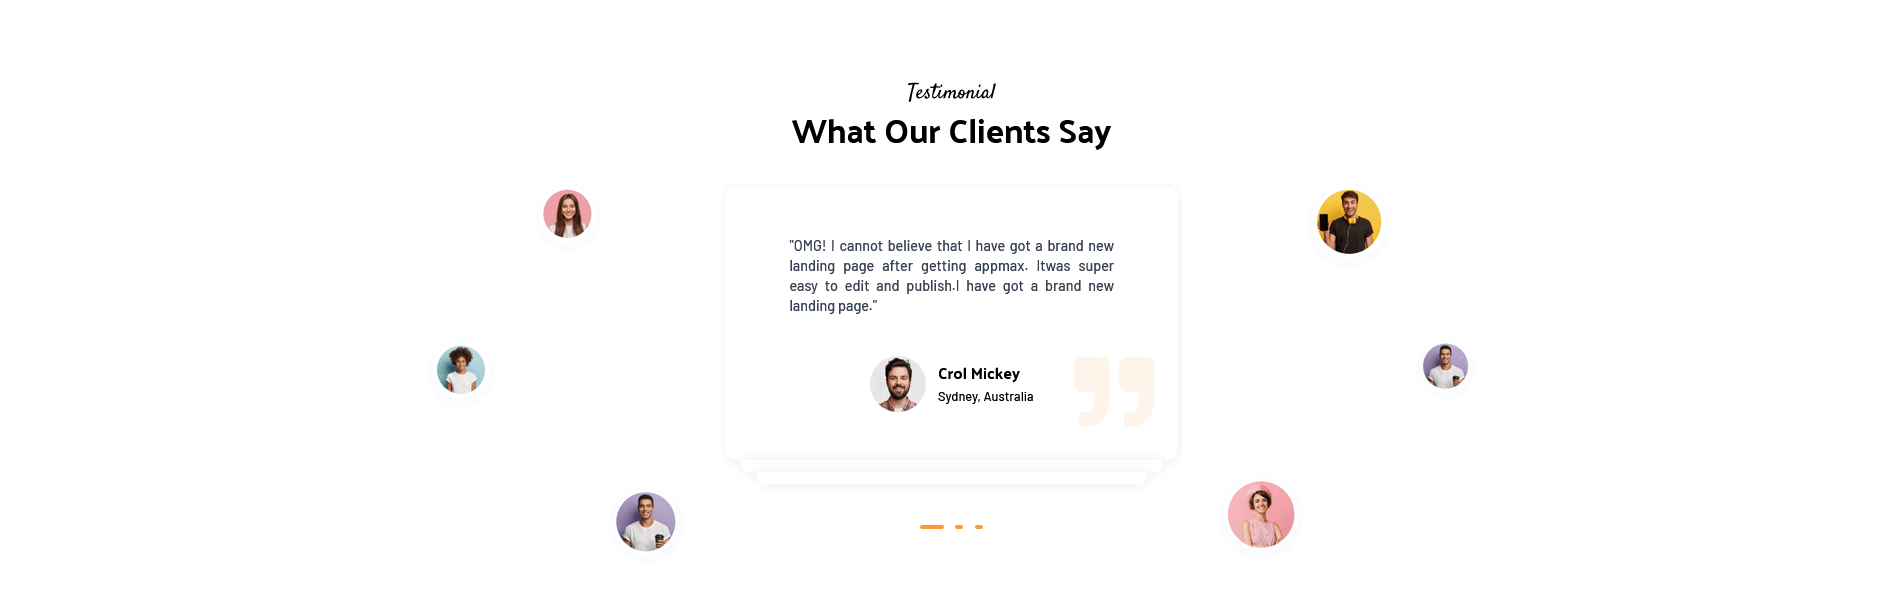 Testimonial
What Our Clients Say
"OMG! I cannot believe that I have got a brand new
landing page after getting appmax. Itwas super
easy to edit and publish.I have got a brand new
landing page."
Crol Mickey
Sydney, Australia